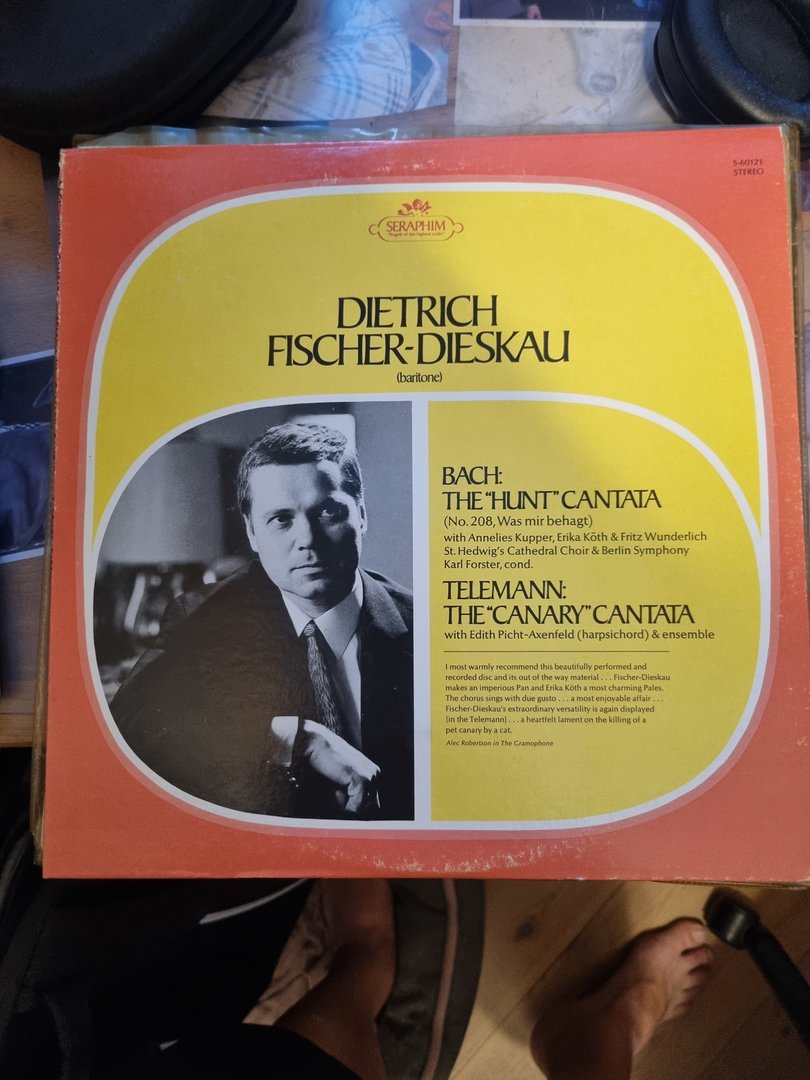 S-60121
STEREO
SERAPHIM
"Angels of the highest order"
DIETRICH
FISCHER-DIESKAU
(baritone)
BACH:
THE "HUNT" CANTATA
(No. 208, Was mir behagt)
with Annelies Kupper, Erika Köth & Fritz Wunderlich
St. Hedwig's Cathedral Choir & Berlin Symphony
Karl Forster, cond.
TELEMANN:
THE "CANARY" CANTATA
with Edith Picht-Axenfeld (harpsichord) & ensemble
I most warmly recommend this beautifully performed and
recorded disc and its out of the way material . . . Fischer-Dieskau
makes an imperious Pan and Erika Köth a most charming Pales.
The chorus sings with due gusto . . . a most enjoyable affair . . .
Fischer-Dieskau's extraordinary versatility is again displayed
(in the Telemann) . . . a heartfelt lament on the killing of a
pet canary by a cat.
Alec Robertson in The Gramophone